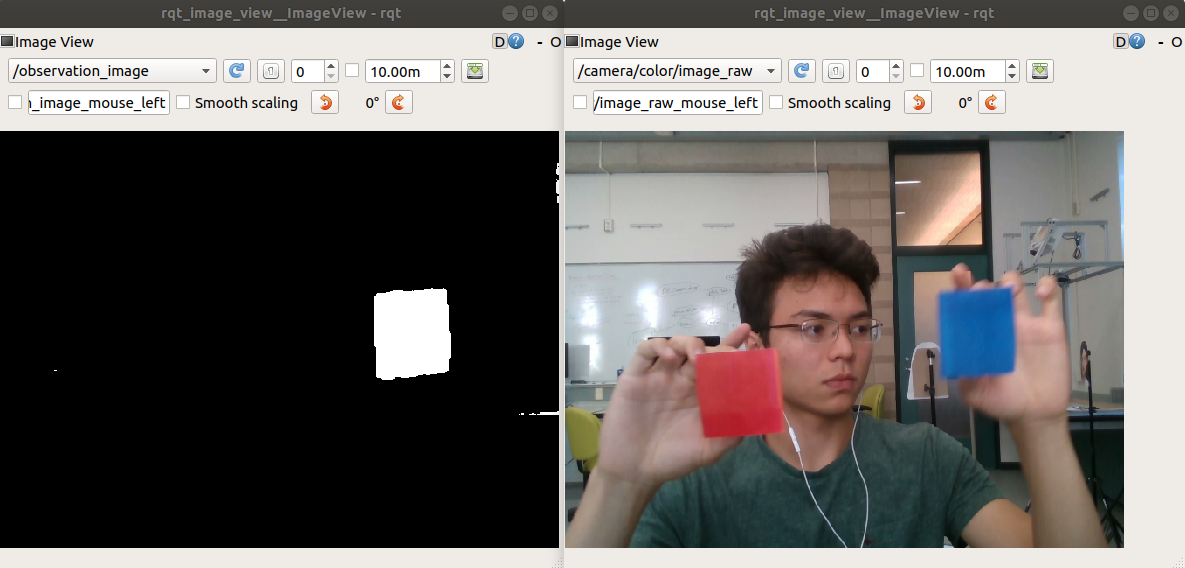 rqt_image_view__ImageView - rqt
Image View
D
- O
/observation_image
0
10.00m
n_image_mouse_left
Smooth scaling
0°
rqt_image_view__ImageView - rqt
Image View
D
- O
/camera/color/image_raw
0
10.00m
/image_raw_mouse_left
Smooth scaling
0°